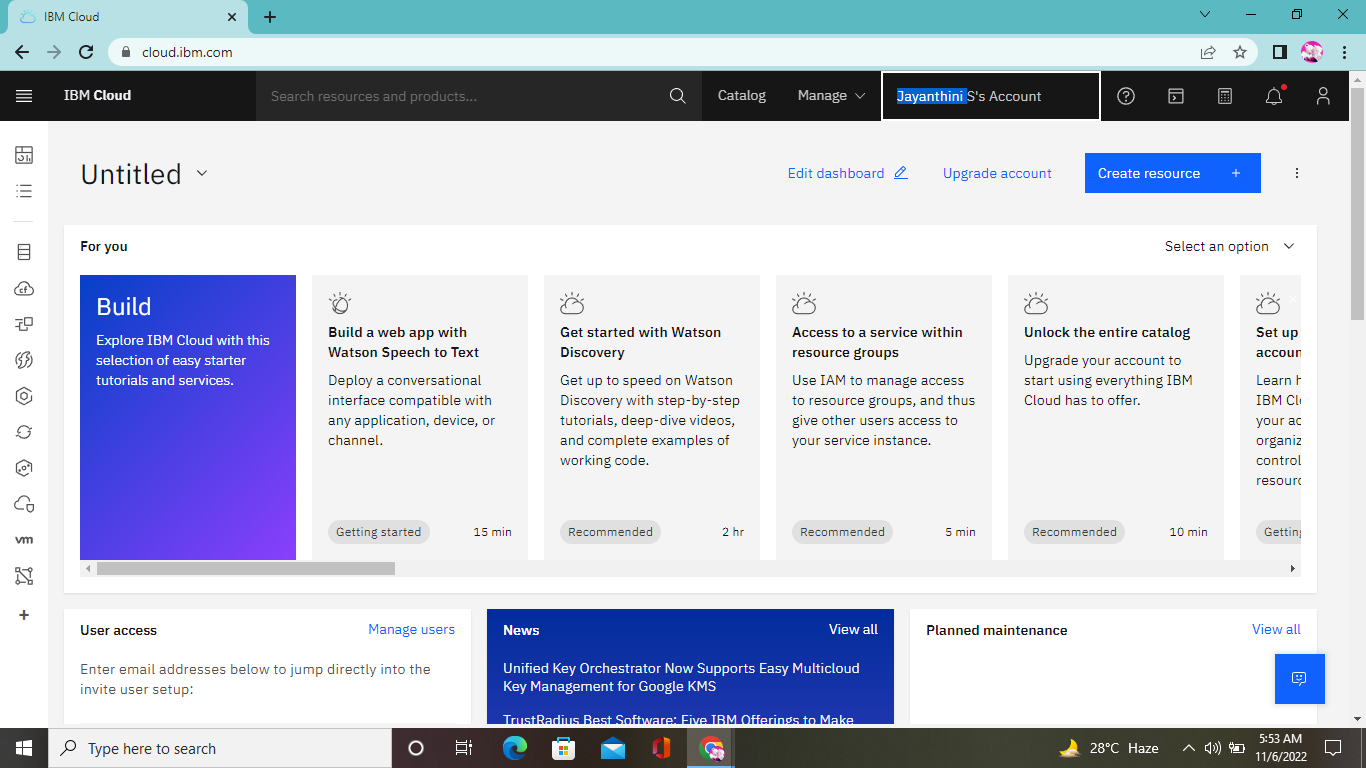 IBM Cloud
cloud.ibm.com
IBM Cloud
Search resources and products...
Catalog
Manage
Jayanthini S's Account
Untitled
Edit dashboard
Upgrade account
Create resource +
For you
Select an option
Build
Explore IBM Cloud with this
selection of easy starter
tutorials and services.
Build a web app with
Watson Speech to Text
Deploy a conversational
interface compatible with
any application, device, or
channel.
Getting started
15 min
Get started with Watson
Discovery
Get up to speed on Watson
Discovery with step-by-step
tutorials, deep-dive videos,
and complete examples of
working code.
Recommended
2 hr
Access to a service within
resource groups
Use IAM to manage access
to resource groups, and thus
give other users access to
your service instance.
Recommended
5 min
Unlock the entire catalog
Upgrade your account to
start using everything IBM
Cloud has to offer.
Recommended
10 min
Set up
accoun
Learn h
IBM Cl
your ac
organiz
control
resourc
Getting
cf
vm
User access
Manage users
Enter email addresses below to jump directly into the
invite user setup:
News
View all
Unified Key Orchestrator Now Supports Easy Multicloud
Key Management for Google KMS
TrustRadius Best Software: Five IBM Offerings to Make
Planned maintenance
View all
Type here to search
28°C Haze
5:53 AM
11/6/2022